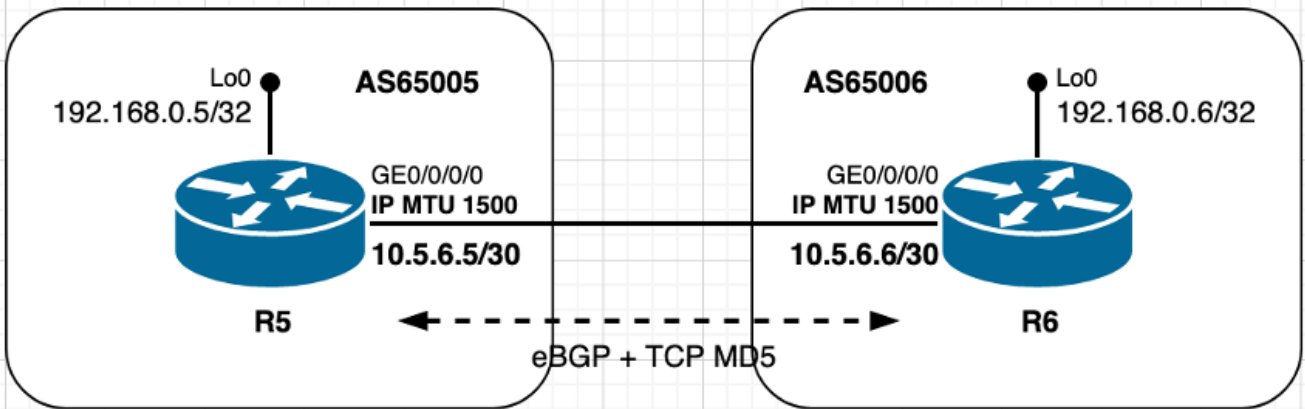 Lo0
192.168.0.5/32
AS65005
GE0/0/0/0
IP MTU 1500
10.5.6.5/30
R5
AS65006
Lo0
192.168.0.6/32
GE0/0/0/0
IP MTU 1500
10.5.6.6/30
R6
eBGP + TCP MD5